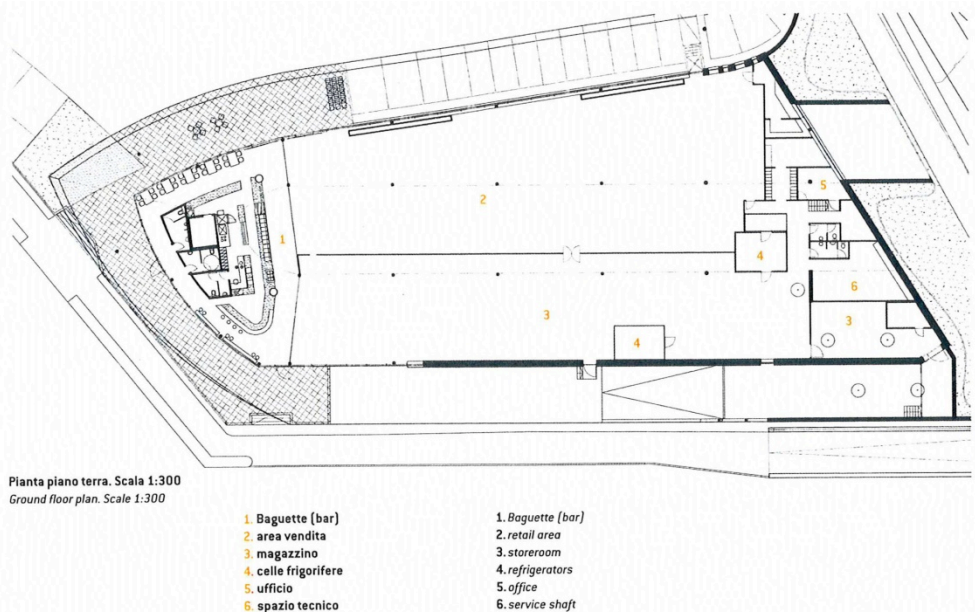 5
2
1
4
6
3
3
4
Pianta piano terra. Scala 1:300
Ground floor plan. Scale 1:300
1. Baguette (bar)
2. area vendita
3. magazzino
4. celle frigorifere
5. ufficio
6. spazio tecnico
1. Baguette (bar)
2. retail area
3. storeroom
4. refrigerators
5. office
6. service shaft